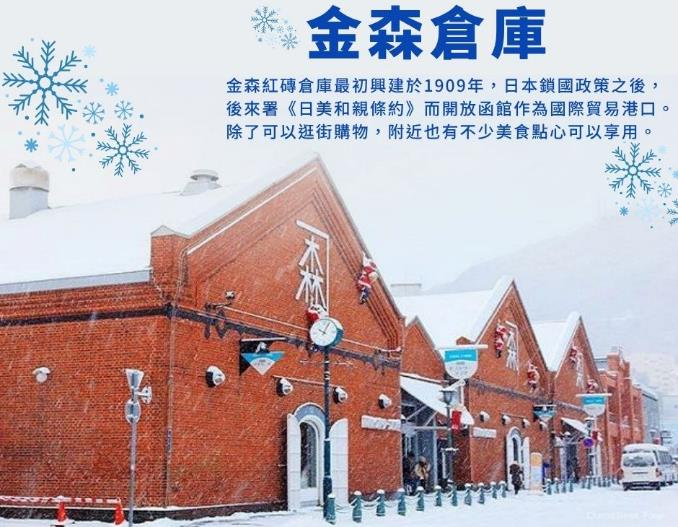 金森倉庫
金森紅磚倉庫最初興建於1909年，日本鎖國政策之後，
後來署《日美和親條約》而開放函館作為國際貿易港口。
除了可以逛街購物，附近也有不少美食點心可以享用。
森
森